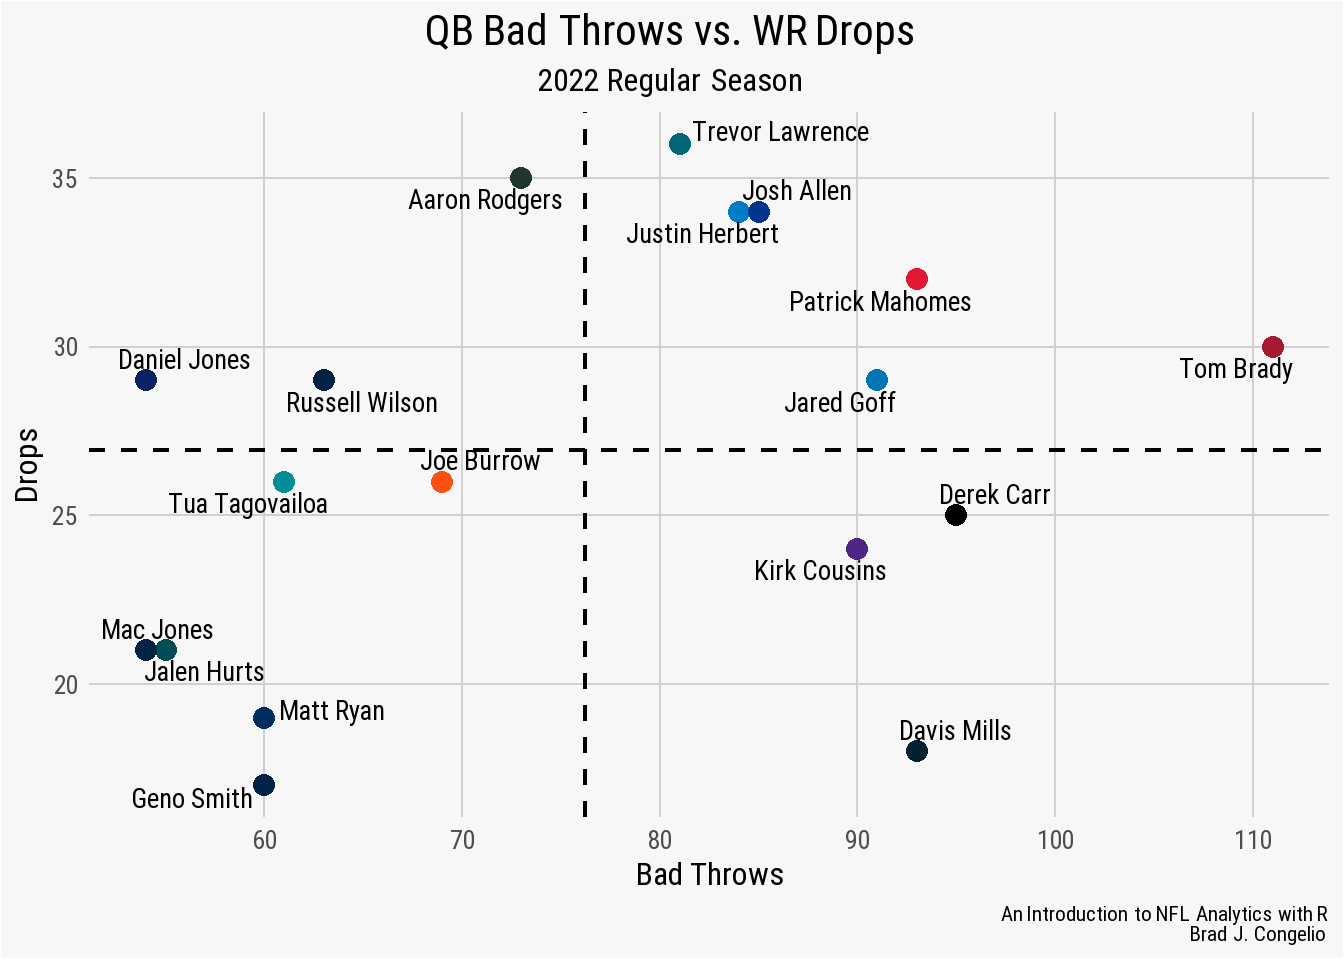 QB Bad Throws vs. WR Drops
2022 Regular Season
Trevor Lawrence
35
Aaron Rodgers
Josh Allen
Justin Herbert
Patrick Mahomes
30
Daniel Jones
Tom Brady
Russell Wilson
Jared Goff
Drops
Joe Burrow
Tua Tagovailoa
Derek Carr
25
Kirk Cousins
Mac Jones
Jalen Hurts
20
Matt Ryan
Davis Mills
Geno Smith
60 70 80 90 100 110
Bad Throws
An Introduction to NFL Analytics with R
Brad J. Congelio